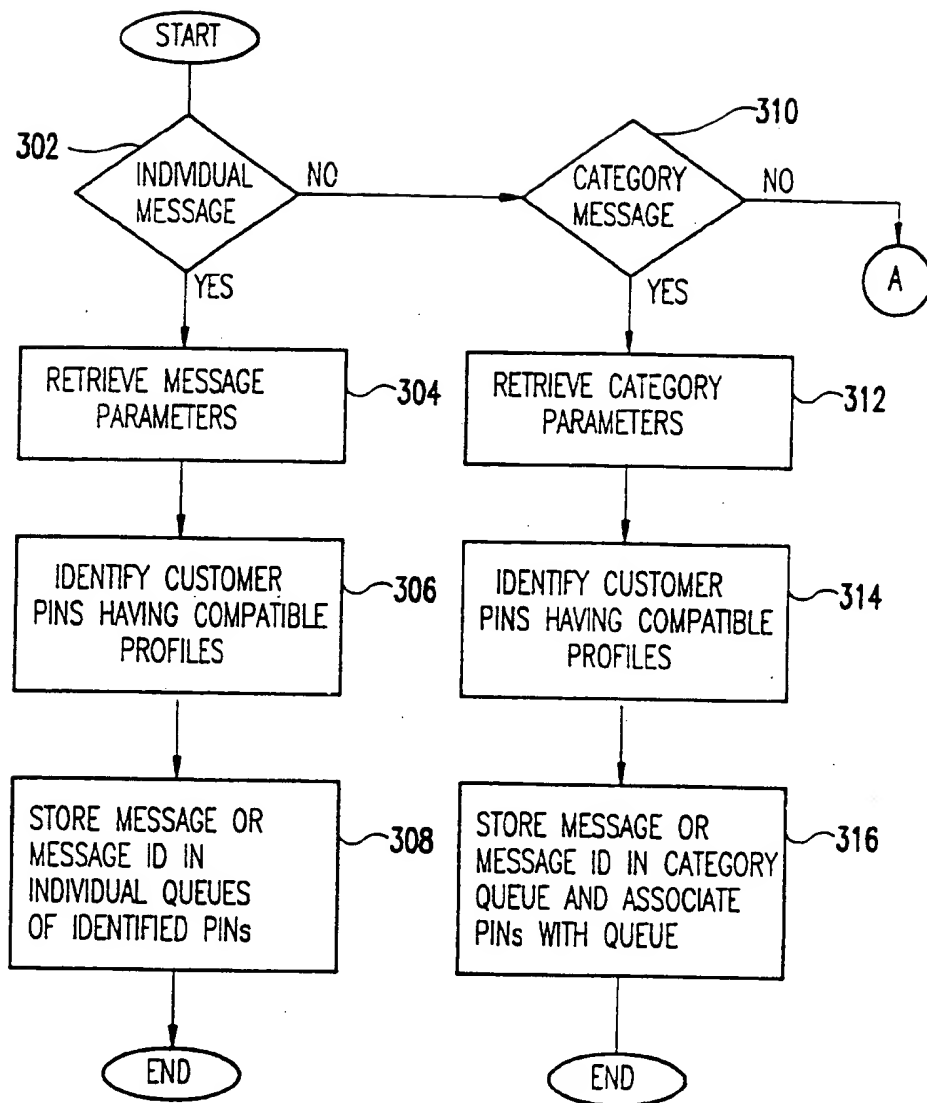 START
302
INDIVIDUAL
MESSAGE
NO
YES
310
CATEGORY
MESSAGE
NO
YES
A
RETRIEVE MESSAGE
PARAMETERS
304
RETRIEVE CATEGORY
PARAMETERS
312
IDENTIFY CUSTOMER
PINS HAVING COMPATIBLE
PROFILES
306
IDENTIFY CUSTOMER
PINS HAVING COMPATIBLE
PROFILES
314
STORE MESSAGE OR
MESSAGE ID IN
INDIVIDUAL QUEUES
OF IDENTIFIED PINs
308
STORE MESSAGE OR
MESSAGE ID IN CATEGORY
QUEUE AND ASSOCIATE
PINs WITH QUEUE
316
END
END